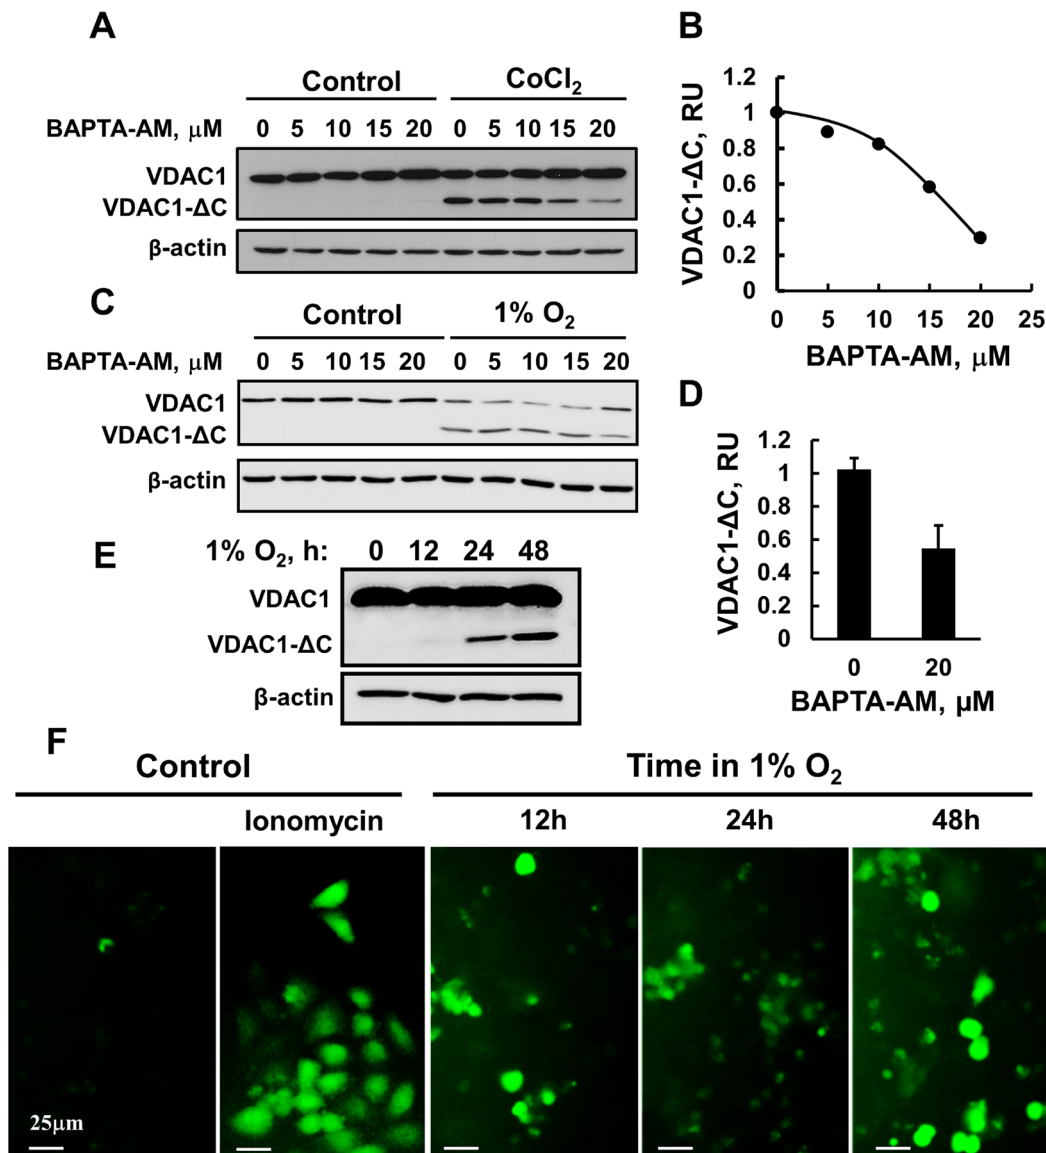 A
Control CoCl2
BAPTA-AM, μM 0 5 10 15 20 0 5 10 15 20
VDAC1
VDAC1-ΔC
β-actin
B
VDAC1-ΔC, RU
1.2
1
0.8
0.6
0.4
0.2
0
0 5 10 15 20 25
BAPTA-AM, μM
C
Control 1% O2
BAPTA-AM, μM 0 5 10 15 20 0 5 10 15 20
VDAC1
VDAC1-ΔC
β-actin
D
VDAC1-ΔC, RU
1.2
1
0.8
0.6
0.4
0.2
0
0 20
BAPTA-AM, μM
E
1% O2, h: 0 12 24 48
VDAC1
VDAC1-ΔC
β-actin
F
Control Time in 1% O2
Ionomycin 12h 24h 48h
25μm